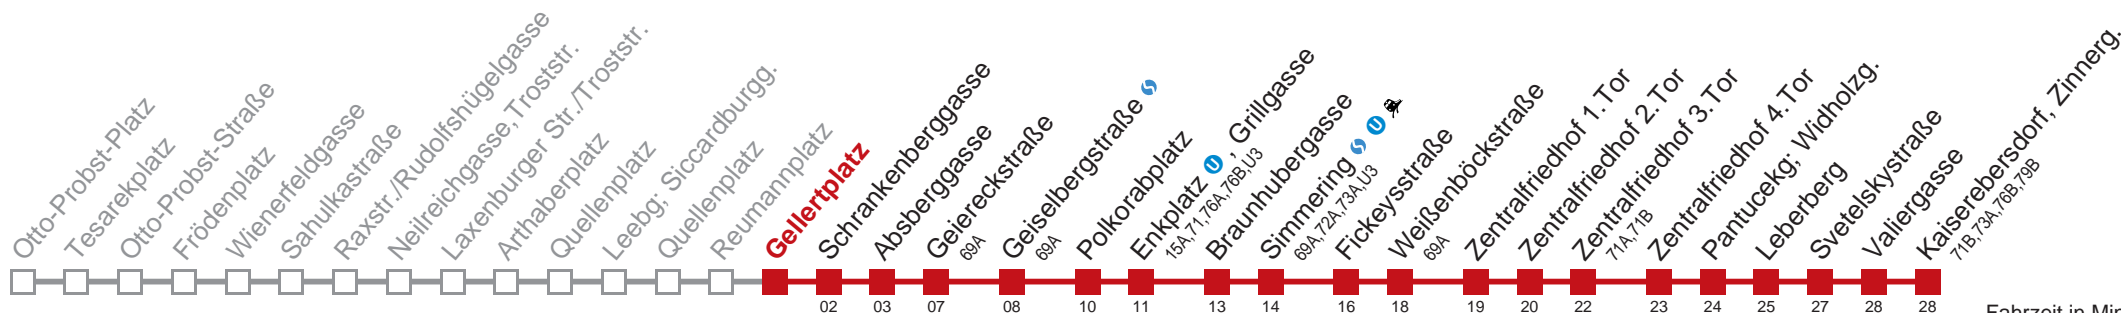 Otto-Probst-Platz
Tesarekplatz
Otto-Probst-Straße
Frödenplatz
Wienerfeldgasse
Sahulkastraße
Raxstr./Rudolfshügelgasse
Neilreichgasse,Troststr.
Laxenburger Str./Troststr.
Arthaberplatz
Quellenplatz
Leebg; Siccardburgg.
Quellenplatz
Reumannplatz
Gellertplatz
Schrankenberggasse
02
Absberggasse
03
Geiereckstraße
69A
07
Geiselbergstraße
69A
08
Polkorabplatz
10
Enkplatz U , Grillgasse
15A,71,76A,76B,U3
11
Braunhubergasse
13
Simmering U
69A,72A,73A,U3
14
Fickeysstraße
16
Weißenböckstraße
69A
18
Zentralfriedhof 1.Tor
19
Zentralfriedhof 2.Tor
20
Zentralfriedhof 3.Tor
71A,71B
22
Zentralfriedhof 4.Tor
23
Pantucekg; Widholzg.
24
Leberberg
25
Svetelskystraße
27
Valiergasse
28
Kaiserebersdorf, Zinnerg.
71B,73A,76B,79B
28
Fahrzeit in Min